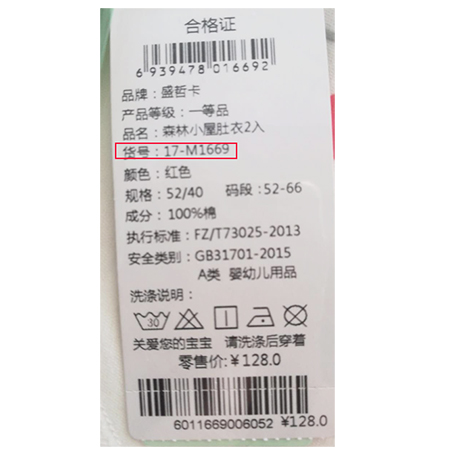 合格证
6 939478 016692
品牌：盛哲卡
产品等级：一等品
品名：森林小屋肚衣2入
货号：17-M1669
颜色：红色
规格：52/40 码段：52-66
成分：100%棉
执行标准：FZ/T73025-2013
安全类别：GB31701-2015
A类 婴幼儿用品
洗涤说明：
30
关爱您的宝宝 请洗涤后穿着
零售价:￥128.0
6011669006052 ￥128.0